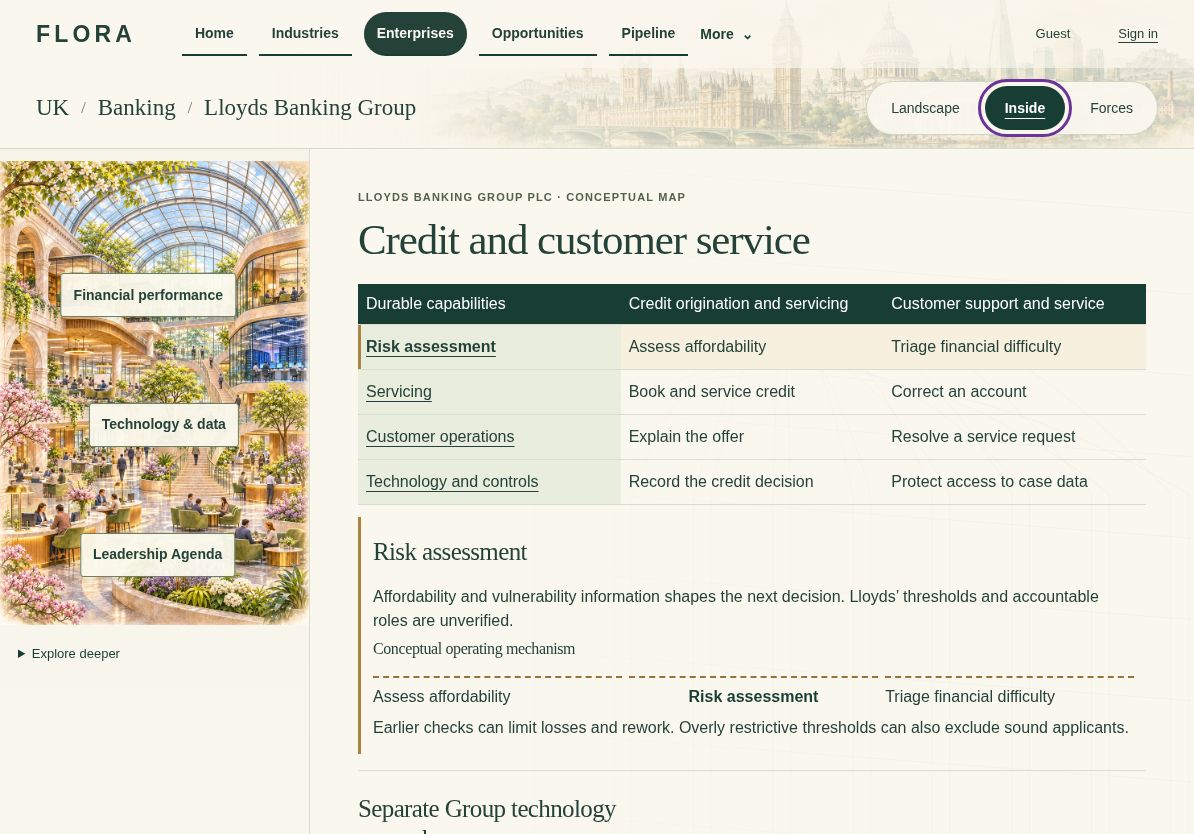 FLORA
Home
Industries
Enterprises
Opportunities
Pipeline
More
Guest
Sign in
UK / Banking / Lloyds Banking Group
Landscape
Inside
Forces
Financial performance
Technology & data
Leadership Agenda
Explore deeper
LLOYDS BANKING GROUP PLC · CONCEPTUAL MAP
Credit and customer service
Durable capabilities
Credit origination and servicing
Customer support and service
Risk assessment
Assess affordability
Triage financial difficulty
Servicing
Book and service credit
Correct an account
Customer operations
Explain the offer
Resolve a service request
Technology and controls
Record the credit decision
Protect access to case data
Risk assessment
Affordability and vulnerability information shapes the next decision. Lloyds’ thresholds and accountable
roles are unverified.
Conceptual operating mechanism
Assess affordability
Risk assessment
Triage financial difficulty
Earlier checks can limit losses and rework. Overly restrictive thresholds can also exclude sound applicants.
Separate Group technology